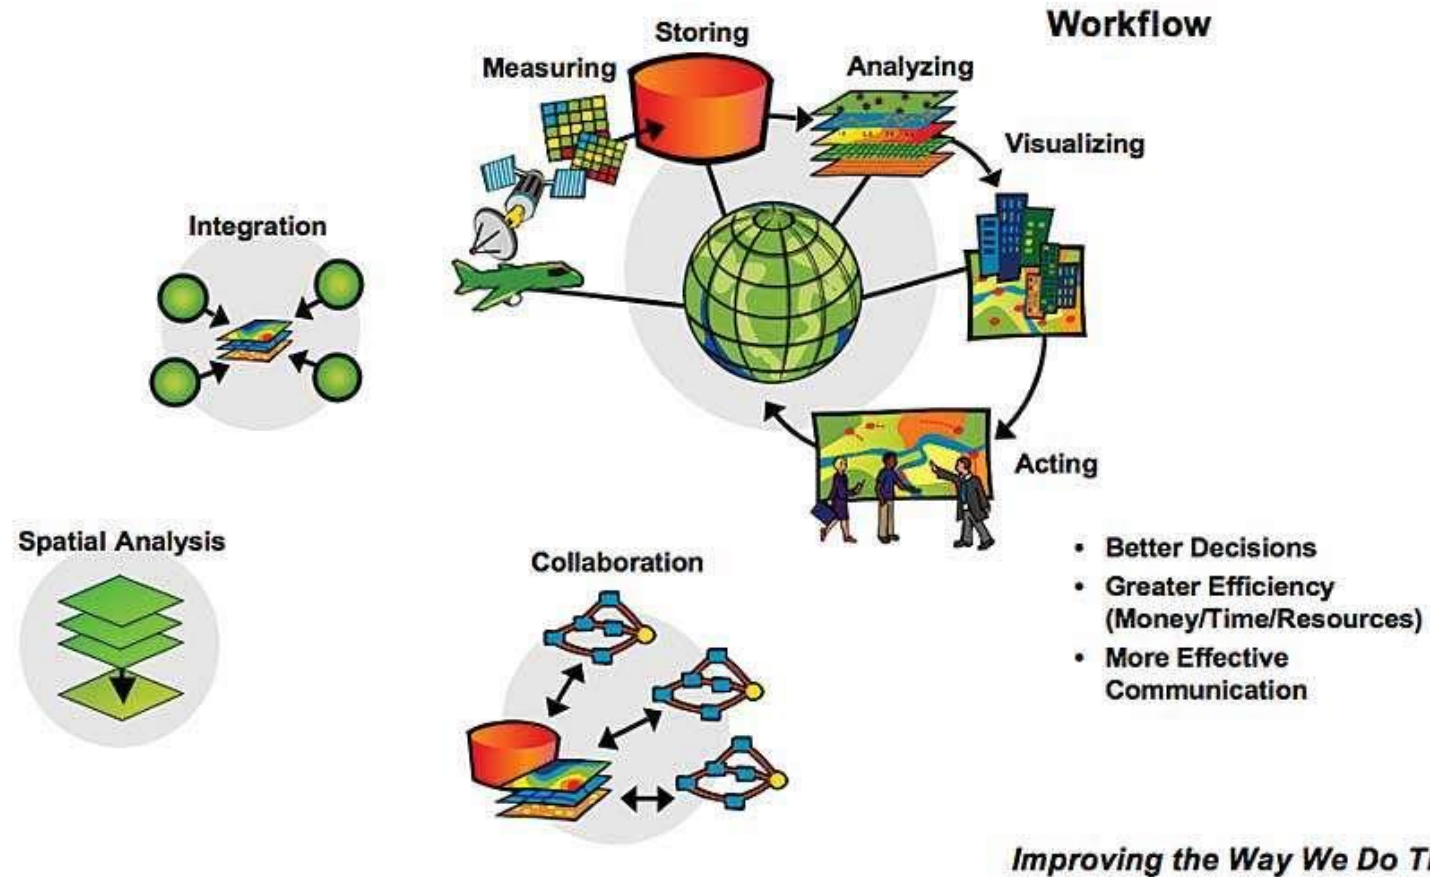 Workflow
Storing
Measuring
Analyzing
Visualizing
Integration
Acting
Spatial Analysis
Collaboration
• Better Decisions
• Greater Efficiency
(Money/Time/Resources)
• More Effective
Communication
Improving the Way We Do